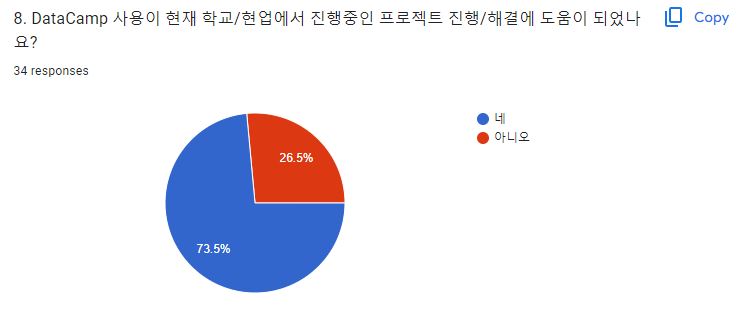 8. DataCamp 사용이 현재 학교/현업에서 진행중인 프로젝트 진행/해결에 도움이 되었나
요?
Copy
34 responses
네
아니오
26.5%
73.5%